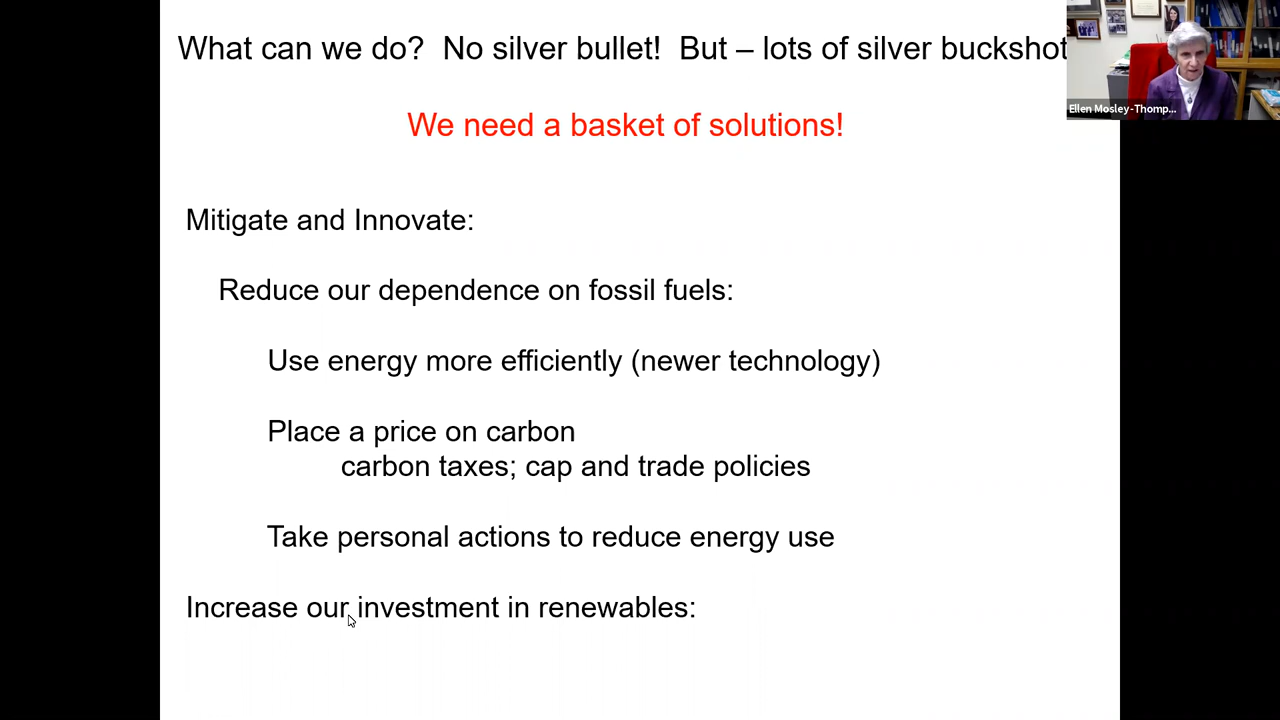 What can we do? No silver bullet! But – lots of silver buckshot
We need a basket of solutions!
Mitigate and Innovate:
Reduce our dependence on fossil fuels:
Use energy more efficiently (newer technology)
Place a price on carbon
carbon taxes; cap and trade policies
Take personal actions to reduce energy use
Increase our investment in renewables:
Ellen Mosley-Thomp...